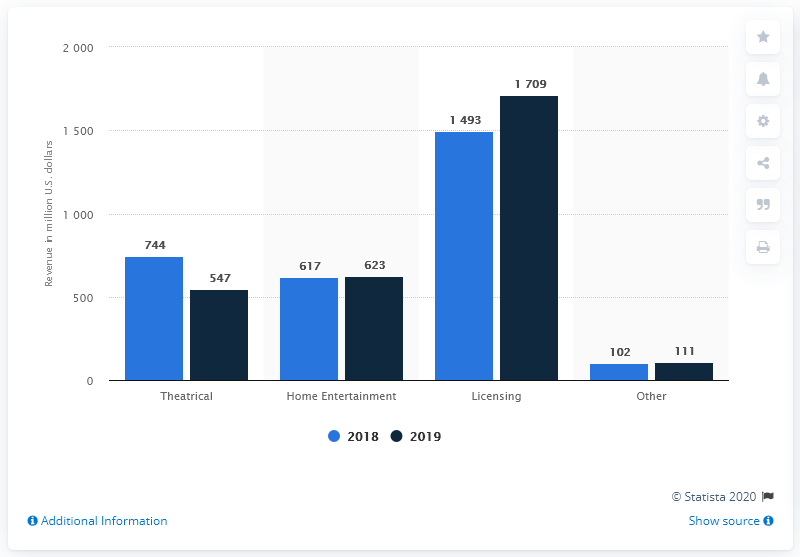 2 000
1 500
1 000
500
0
Revenue in million U.S. dollars
744
547
617
623
1 493
1 709
102
111
Theatrical
Home Entertainment
Licensing
Other
2018
2019
© Statista 2020
Additional Information
Show source